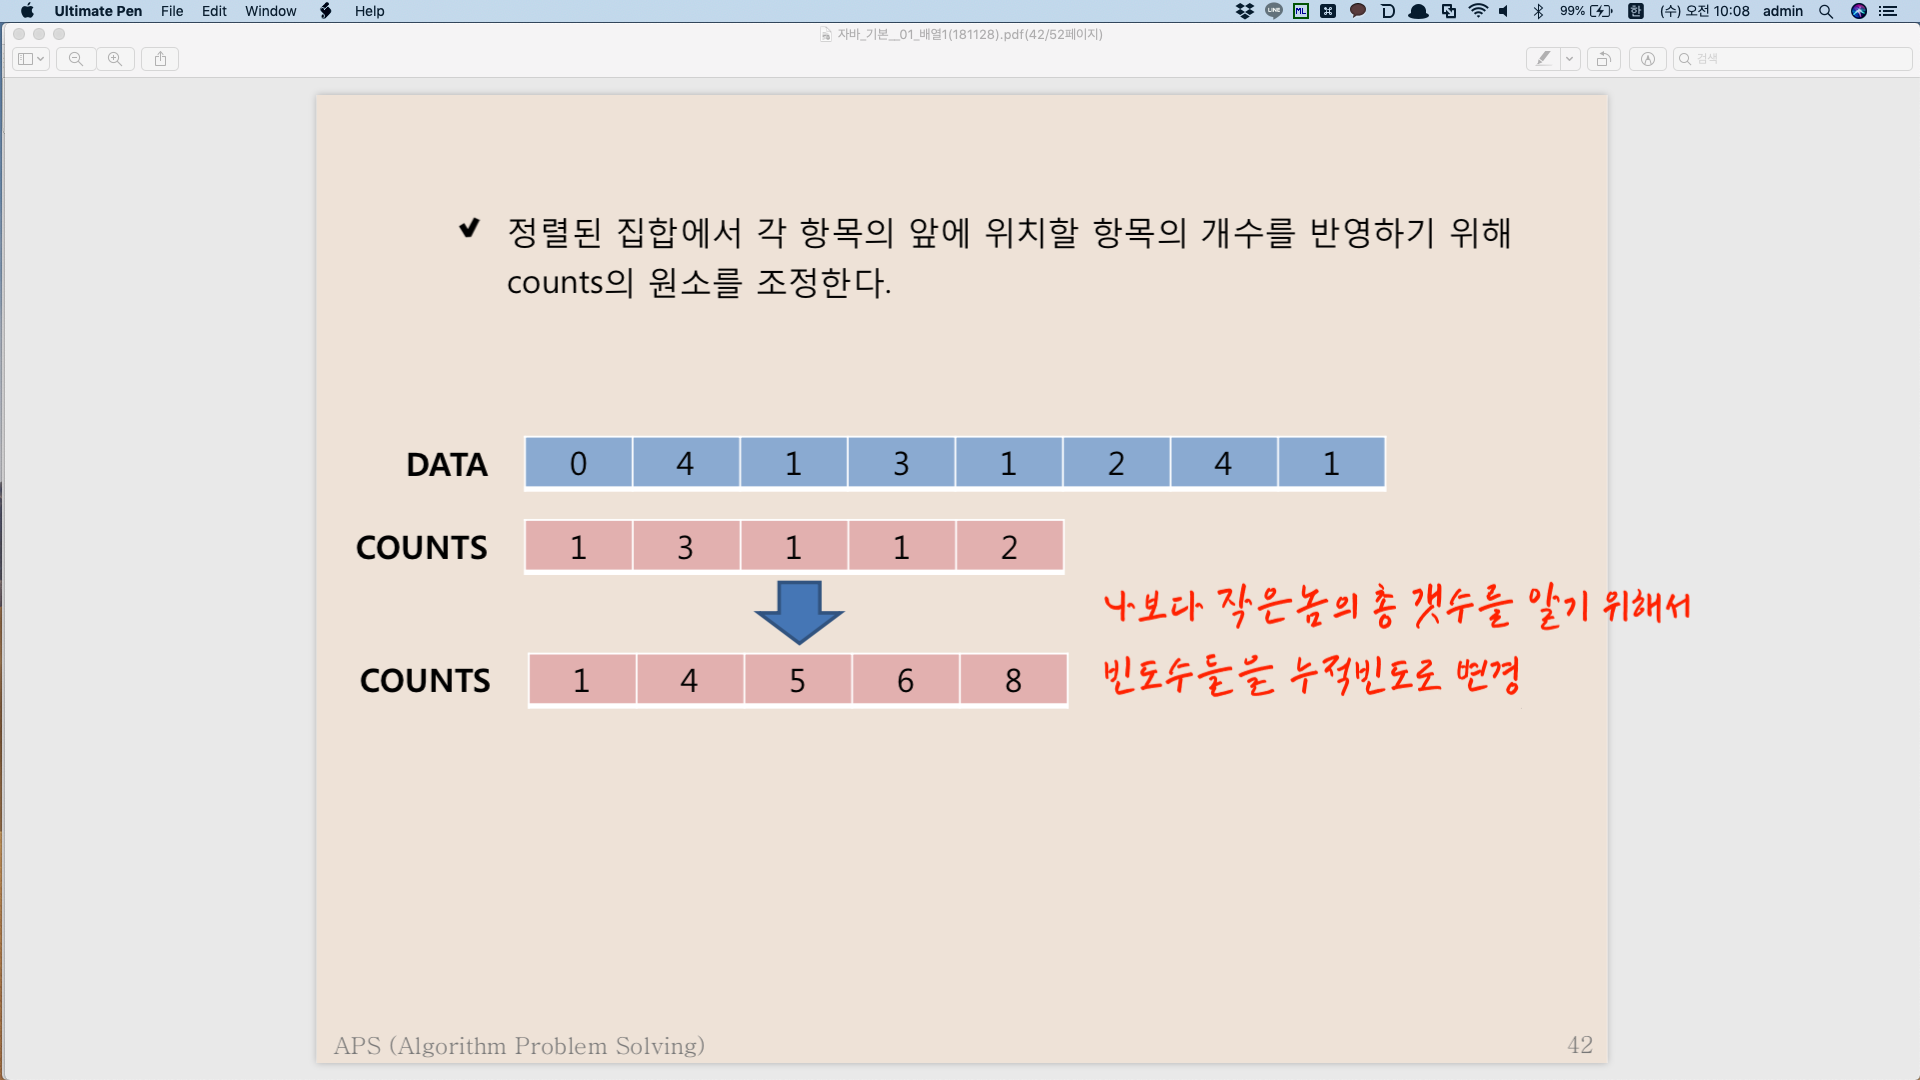 Ultimate Pen File Edit Window Help
99% 한 (수) 오전 10:08 admin
자바_기본__01_배열1(181128).pdf(42/52페이지)
검색
정렬된 집합에서 각 항목의 앞에 위치할 항목의 개수를 반영하기 위해
counts의 원소를 조정한다.
DATA 0 4 1 3 1 2 4 1
COUNTS 1 3 1 1 2
나보다 작은놈의 총 갯수를 알기 위해서
빈도수들을 누적빈도로 변경
COUNTS 1 4 5 6 8
APS (Algorithm Problem Solving)
42